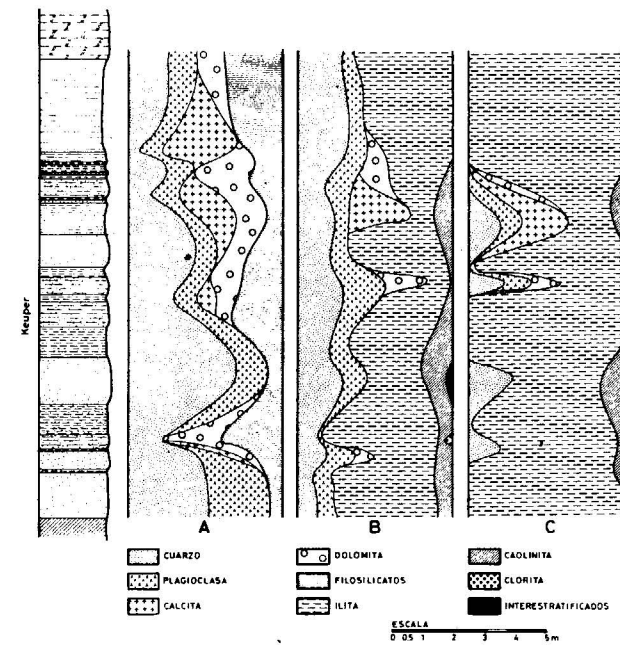 Keuper
A B C
CUARZO DOLOMITA CAOLINITA
PLAGIOCLASA FILOSILICATOS CLORITA
CALCITA ILITA INTERESTRATIFICADOS
ESCALA
0 0.5 1 2 3 4 5m